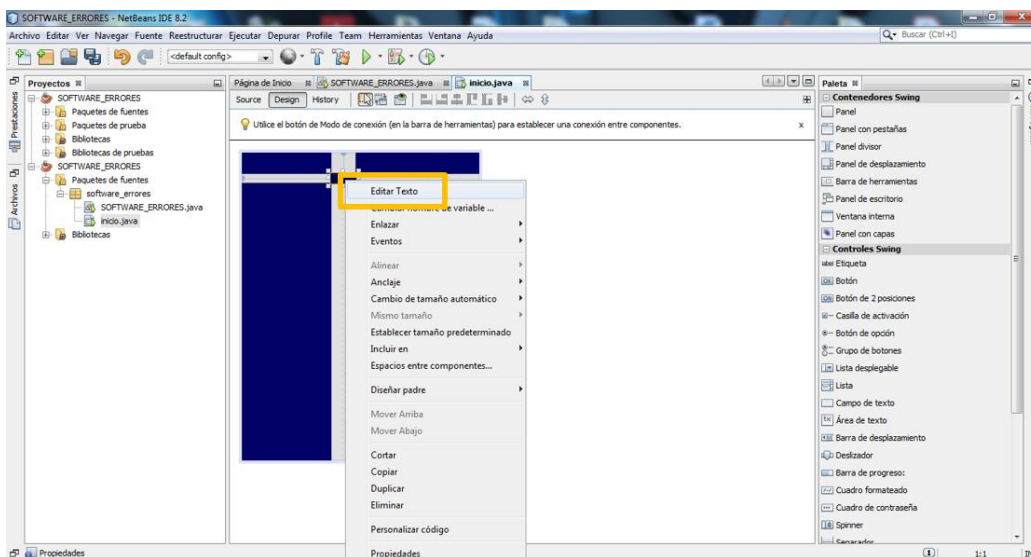 SOFTWARE_ERRORES - NetBeans IDE 8.2
Archivo Editar Ver Navegar Fuente Reestructurar Ejecutar Depurar Profile Team Herramientas Ventana Ayuda
Buscar (Ctrl+I)
<default config>
Prestaciones
Archivos
Proyectos
SOFTWARE_ERRORES
Paquetes de fuentes
Paquetes de prueba
Bibliotecas
Bibliotecas de pruebas
SOFTWARE_ERRORES
Paquetes de fuentes
software_errores
SOFTWARE_ERRORES.java
inicio.java
Bibliotecas
Propiedades
Página de Inicio SOFTWARE_ERRORES.java inicio.java
Source Design History
Utilice el botón de Modo de conexión (en la barra de herramientas) para establecer una conexión entre componentes.
Editar Texto
Cambiar nombre de variable ...
Enlazar
Eventos
Alinear
Anclaje
Cambio de tamaño automático
Mismo tamaño
Establecer tamaño predeterminado
Incluir en
Espacios entre componentes...
Diseñar padre
Mover Arriba
Mover Abajo
Cortar
Copiar
Duplicar
Eliminar
Personalizar código
Propiedades
Paleta
Contenedores Swing
Panel
Panel con pestañas
Panel divisor
Panel de desplazamiento
Barra de herramientas
Panel de escritorio
Ventana interna
Panel con capas
Controles Swing
label Etiqueta
Botón
Botón de 2 posiciones
Casilla de activación
Botón de opción
Grupo de botones
Lista desplegable
Lista
Campo de texto
Área de texto
Barra de desplazamiento
Deslizador
Barra de progreso:
Cuadro formateado
Cuadro de contraseña
Spinner
Separador
1:1